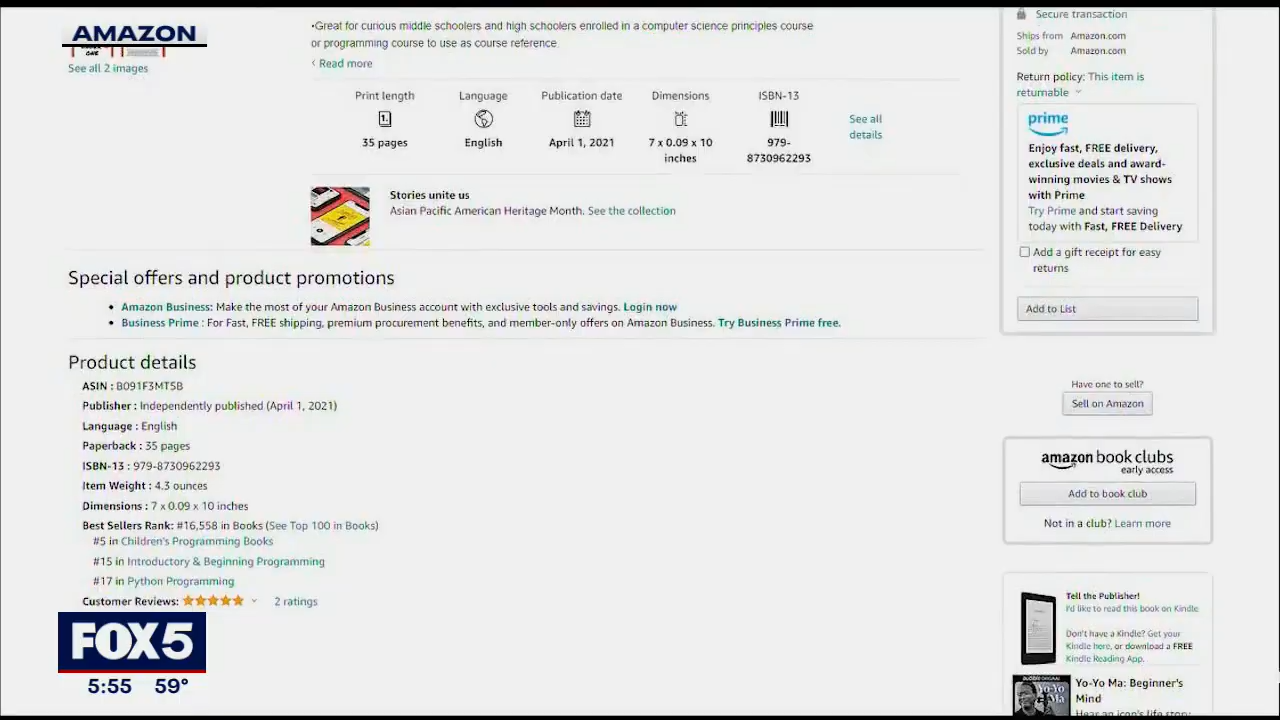 AMAZON
ONE
See all 2 images
•Great for curious middle schoolers and high schoolers enrolled in a computer science principles course
or programming course to use as course reference.
Read more
Print length
Language
Publication date
Dimensions
ISBN-13
1.
35 pages
English
April 1, 2021
7 x 0.09 x 10
inches
979-
8730962293
See all
details
Stories unite us
Asian Pacific American Heritage Month. See the collection
Special offers and product promotions
• Amazon Business: Make the most of your Amazon Business account with exclusive tools and savings. Login now
• Business Prime : For Fast, FREE shipping, premium procurement benefits, and member-only offers on Amazon Business. Try Business Prime free.
Product details
ASIN : B091F3MT5B
Publisher : Independently published (April 1, 2021)
Language : English
Paperback : 35 pages
ISBN-13 : 979-8730962293
Item Weight : 4.3 ounces
Dimensions : 7 x 0.09 x 10 inches
Best Sellers Rank: #16,558 in Books (See Top 100 in Books)
#5 in Children's Programming Books
#15 in Introductory & Beginning Programming
#17 in Python Programming
Customer Reviews: ★★★★★ 2 ratings
Secure transaction
Ships from Amazon.com
Sold by Amazon.com
Return policy: This item is
returnable
prime
Enjoy fast, FREE delivery,
exclusive deals and award-
winning movies & TV shows
with Prime
Try Prime and start saving
today with Fast, FREE Delivery
Add a gift receipt for easy
returns
Add to List
Have one to sell?
Sell on Amazon
amazon book clubs
early access
Add to book club
Not in a club? Learn more
Tell the Publisher!
I'd like to read this book on Kindle
Don't have a Kindle? Get your
Kindle here, or download a FREE
Kindle Reading App.
Yo-Yo
Ma
Yo-Yo Ma: Beginner's
Mind
Hear an icon's life story
FOX5
5:55 59°